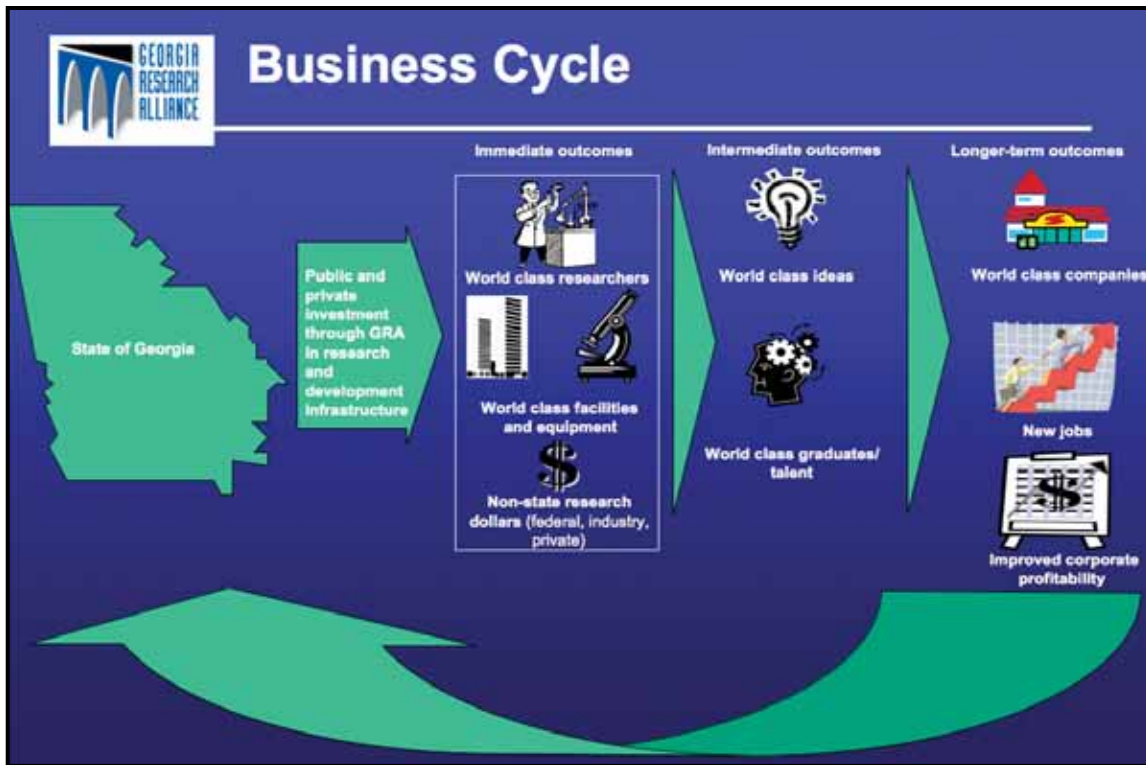 GEORGIA
RESEARCH
ALLIANCE
Business Cycle
State of Georgia
Public and
private
investment
through GRA
in research
and
development
infrastructure
Immediate outcomes
World class researchers
World class facilities
and equipment
$
Non-state research
dollars (federal, industry,
private)
Intermediate outcomes
World class ideas
World class graduates/
talent
Longer-term outcomes
World class companies
New jobs
$
Improved corporate
profitability